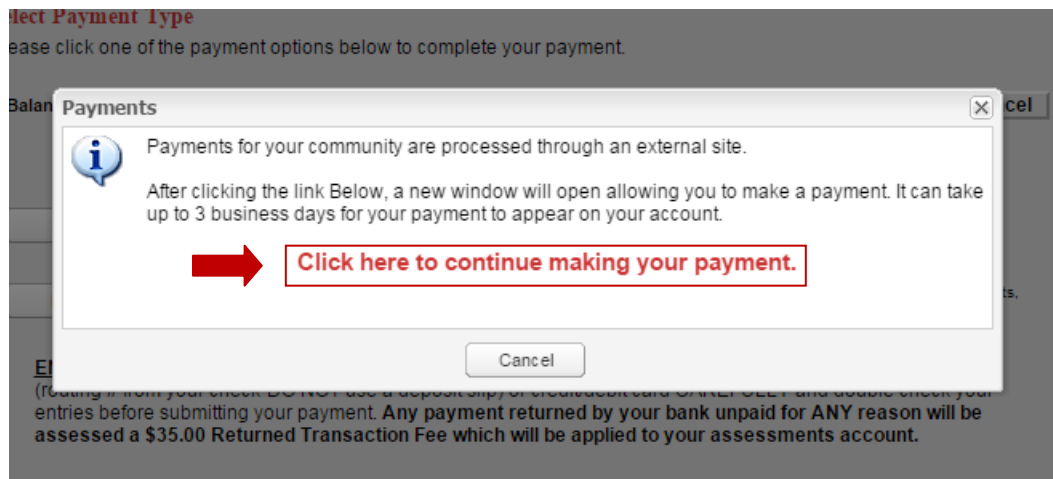 Payment Type
click one of the payment options below to complete your payment.
Payments
Payments for your community are processed through an external site.
After clicking the link Below, a new window will open allowing you to make a payment. It can take
up to 3 business days for your payment to appear on your account.
Click here to continue making your payment.
Cancel
(routing # from your check DO NOT use a deposit slip) or credit/debit card CAREFULLY and double check your
entries before submitting your payment. Any payment returned by your bank unpaid for ANY reason will be
assessed a $35.00 Returned Transaction Fee which will be applied to your assessments account.